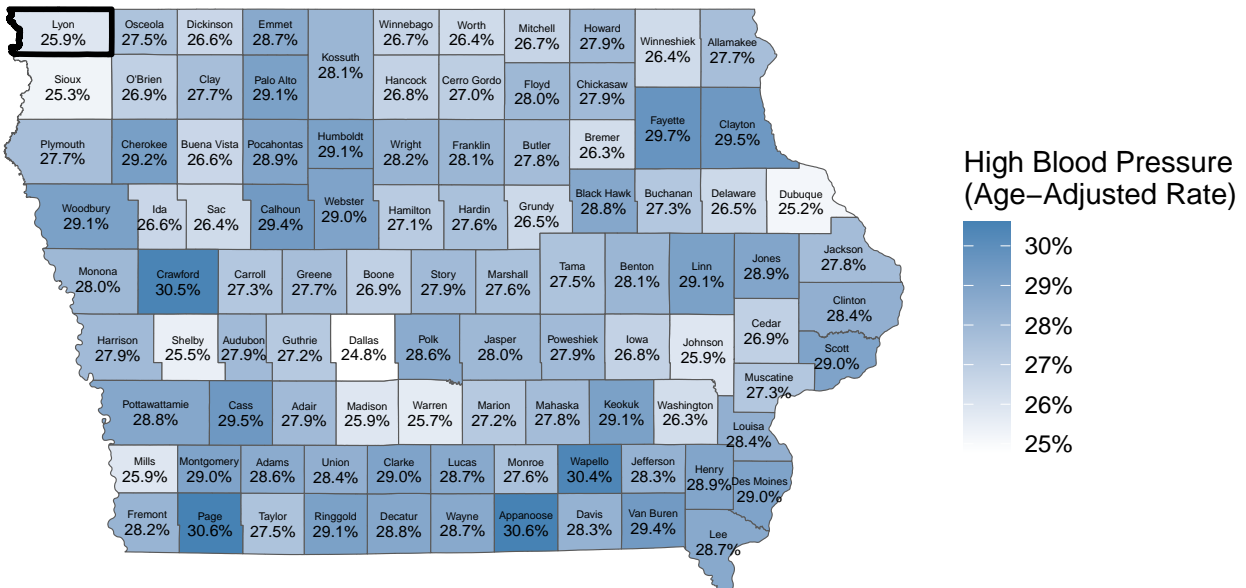 Lyon
25.9%
Osceola
27.5%
Dickinson
26.6%
Emmet
28.7%
Kossuth
28.1%
Winnebago
26.7%
Worth
26.4%
Mitchell
26.7%
Howard
27.9%
Winneshiek
26.4%
Allamakee
27.7%
Sioux
25.3%
O'Brien
26.9%
Clay
27.7%
Palo Alto
29.1%
Hancock
26.8%
Cerro Gordo
27.0%
Floyd
28.0%
Chickasaw
27.9%
Plymouth
27.7%
Cherokee
29.2%
Buena Vista
26.6%
Pocahontas
28.9%
Humboldt
29.1%
Wright
28.2%
Franklin
28.1%
Butler
27.8%
Bremer
26.3%
Fayette
29.7%
Clayton
29.5%
Woodbury
29.1%
Ida
26.6%
Sac
26.4%
Calhoun
29.4%
Webster
29.0%
Hamilton
27.1%
Hardin
27.6%
Grundy
26.5%
Black Hawk
28.8%
Buchanan
27.3%
Delaware
26.5%
Dubuque
25.2%
Monona
28.0%
Crawford
30.5%
Carroll
27.3%
Greene
27.7%
Boone
26.9%
Story
27.9%
Marshall
27.6%
Tama
27.5%
Benton
28.1%
Linn
29.1%
Jones
28.9%
Jackson
27.8%
Clinton
28.4%
Harrison
27.9%
Shelby
25.5%
Audubon
27.9%
Guthrie
27.2%
Dallas
24.8%
Polk
28.6%
Jasper
28.0%
Poweshiek
27.9%
Iowa
26.8%
Johnson
25.9%
Cedar
26.9%
Scott
29.0%
Muscatine
27.3%
Pottawattamie
28.8%
Cass
29.5%
Adair
27.9%
Madison
25.9%
Warren
25.7%
Marion
27.2%
Mahaska
27.8%
Keokuk
29.1%
Washington
26.3%
Louisa
28.4%
Mills
25.9%
Montgomery
29.0%
Adams
28.6%
Union
28.4%
Clarke
29.0%
Lucas
28.7%
Monroe
27.6%
Wapello
30.4%
Jefferson
28.3%
Henry
28.9%
Des Moines
29.0%
Fremont
28.2%
Page
30.6%
Taylor
27.5%
Ringgold
29.1%
Decatur
28.8%
Wayne
28.7%
Appanoose
30.6%
Davis
28.3%
Van Buren
29.4%
Lee
28.7%
High Blood Pressure
(Age−Adjusted Rate)
30%
29%
28%
27%
26%
25%